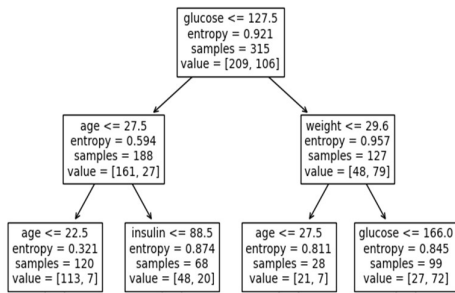 glucose <= 127.5
entropy = 0.921
samples = 315
value = [209, 106]
age <= 27.5
entropy = 0.594
samples = 188
value = [161, 27]
weight <= 29.6
entropy = 0.957
samples = 127
value = [48, 79]
age <= 22.5
entropy = 0.321
samples = 120
value = [113, 7]
insulin <= 88.5
entropy = 0.874
samples = 68
value = [48, 20]
age <= 27.5
entropy = 0.811
samples = 28
value = [21, 7]
glucose <= 166.0
entropy = 0.845
samples = 99
value = [27, 72]